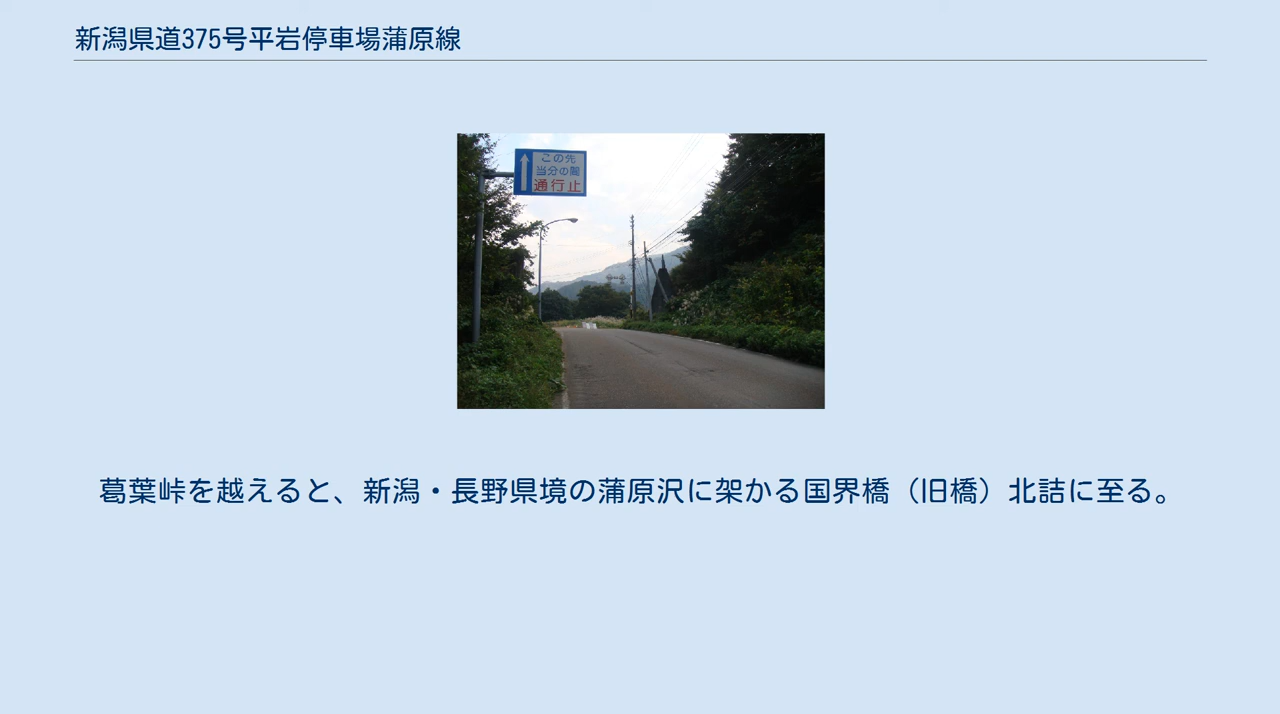 新潟県道375号平岩停車場蒲原線
この先
当分の間
通行止
葛葉峠を越えると、新潟・長野県境の蒲原沢に架かる国界橋（旧橋）北詰に至る。